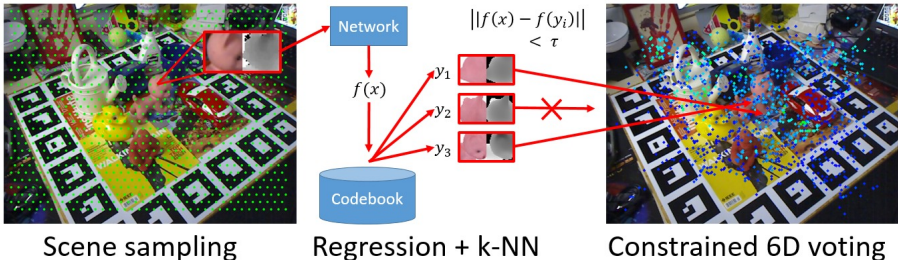 Network
||f(x) − f(yᵢ)||
< τ
f(x)
y₁
y₂
y₃
Codebook
Scene sampling
Regression + k-NN
Constrained 6D voting